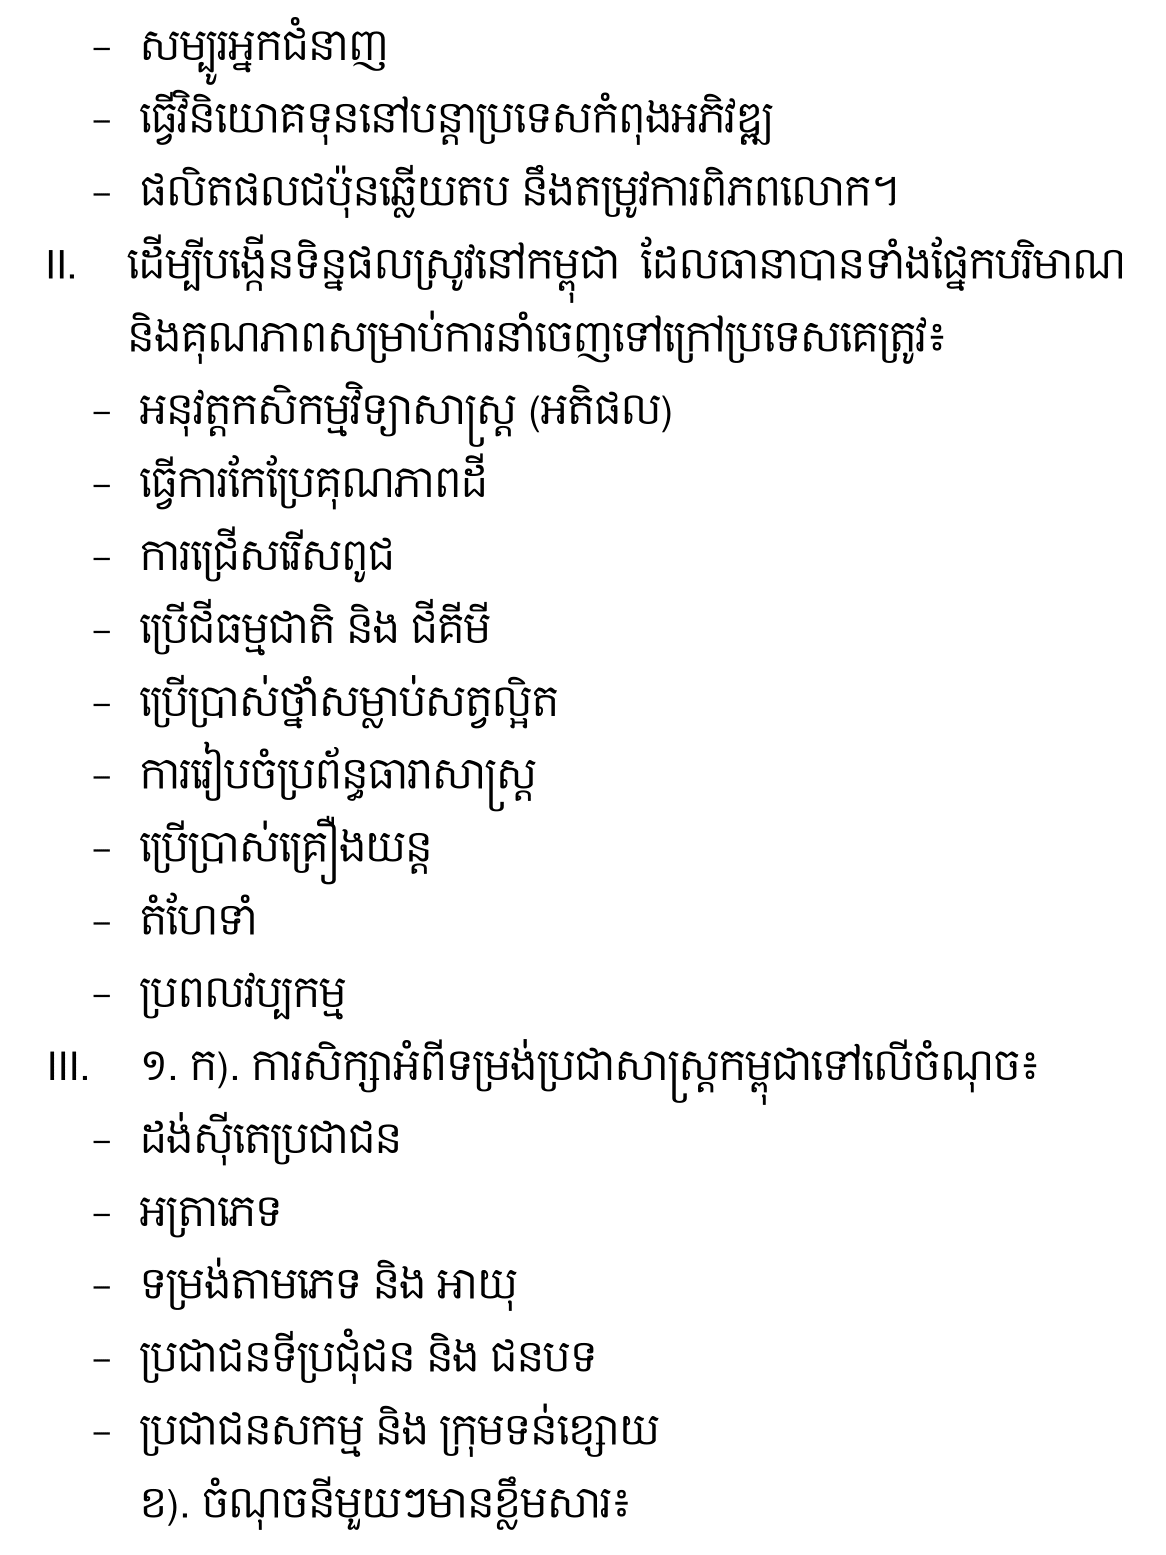 – សម្បូរអ្នកជំនាញ
– ធ្វើវិនិយោគទុននៅបន្តាប្រទេសកំពុងអភិវឌ្ឍ
– ផលិតផលជប៉ុនឆ្លើយតប នឹងតម្រូវការពិភពលោក។
II. ដើម្បីបង្កើនទិន្នផលស្រូវនៅកម្ពុជា ដែលធានាបានទាំងផ្នែកបរិមាណ
និងគុណភាពសម្រាប់ការនាំចេញទៅក្រៅប្រទេសគេត្រូវ៖
– អនុវត្តកសិកម្មវិទ្យាសាស្ត្រ (អតិផល)
– ធ្វើការកែប្រែគុណភាពដី
– ការជ្រើសរើសពូជ
– ប្រើជីធម្មជាតិ និង ជីគីមី
– ប្រើប្រាស់ថ្នាំសម្លាប់សត្វល្អិត
– ការរៀបចំប្រព័ន្ធធារាសាស្ត្រ
– ប្រើប្រាស់គ្រឿងយន្ត
– តំហែទាំ
– ប្រពលវប្បកម្ម
III. ១. ក). ការសិក្សាអំពីទម្រង់ប្រជាសាស្ត្រកម្ពុជាទៅលើចំណុច៖
– ដង់ស៊ីតេប្រជាជន
– អត្រាភេទ
– ទម្រង់តាមភេទ និង អាយុ
– ប្រជាជនទីប្រជុំជន និង ជនបទ
– ប្រជាជនសកម្ម និង ក្រុមទន់ខ្សោយ
ខ). ចំណុចនីមួយៗមានខ្លឹមសារ៖